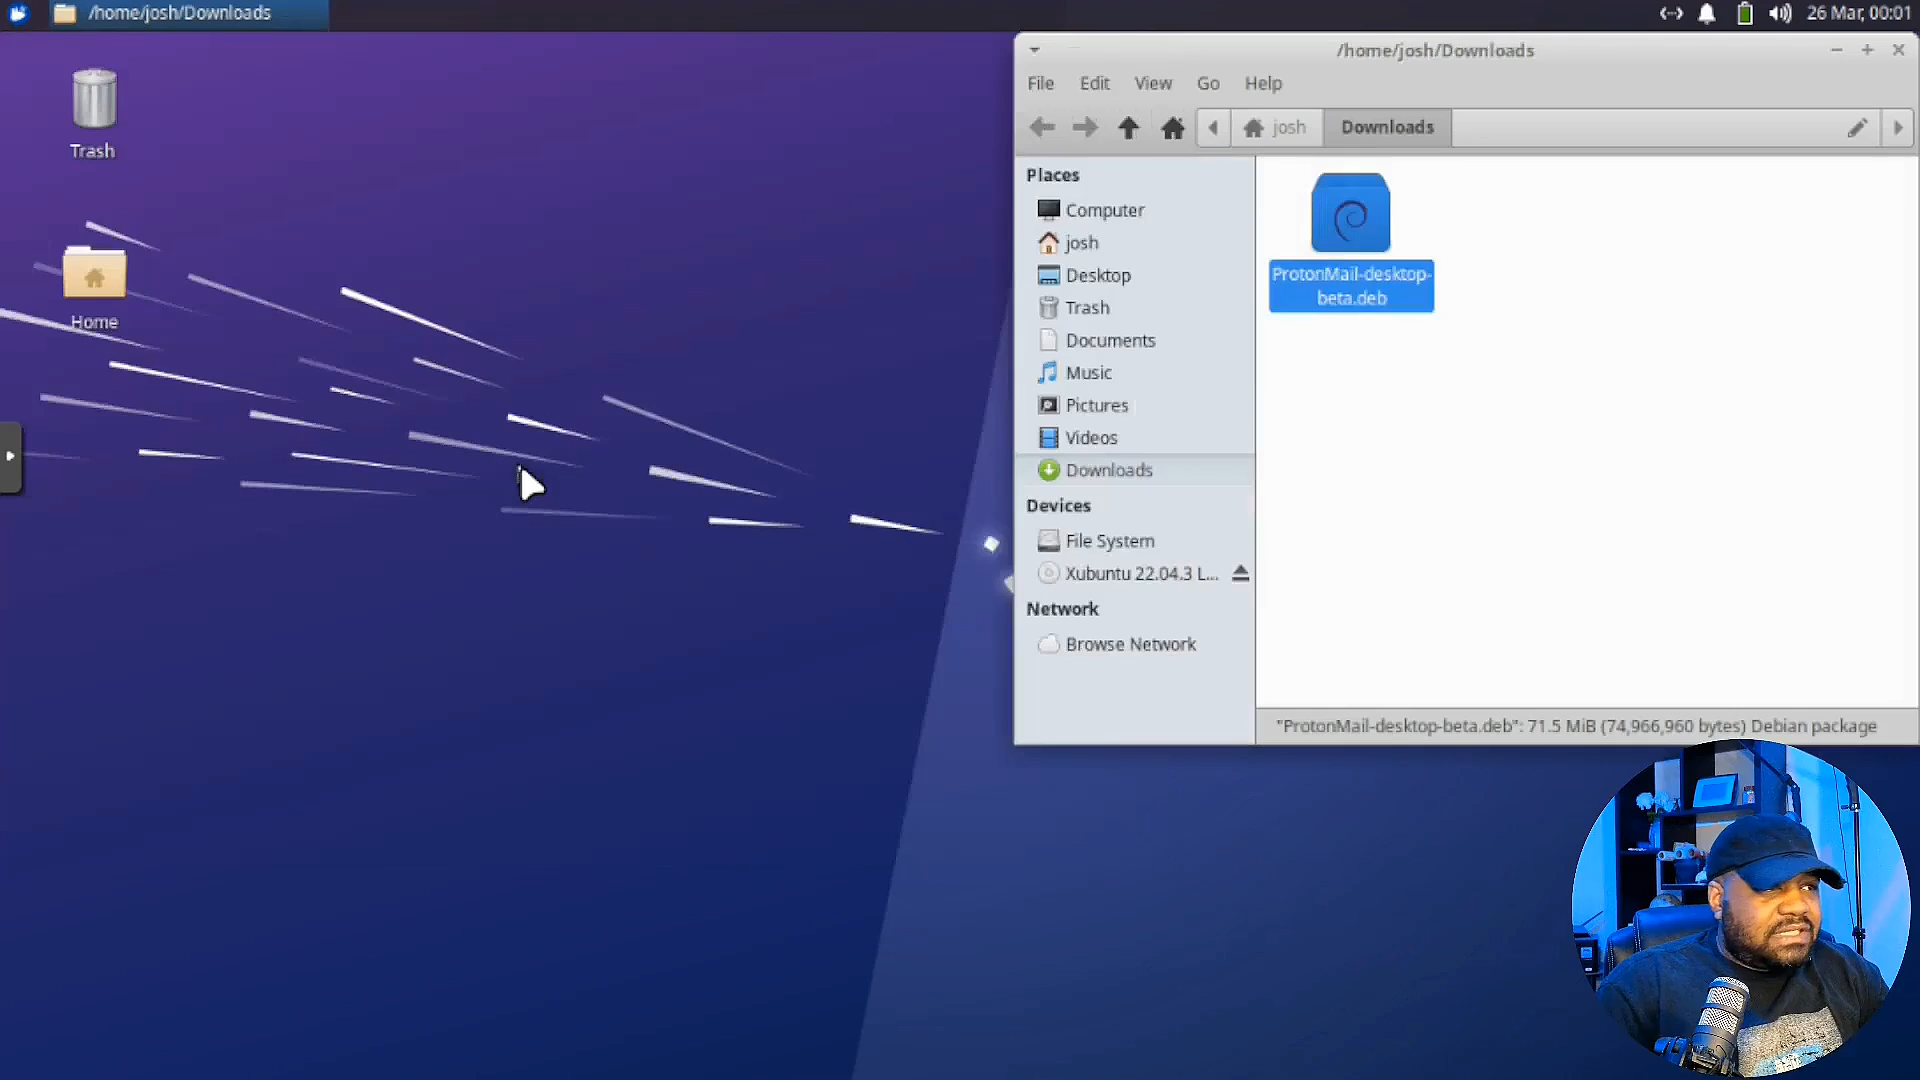 /home/josh/Downloads
26 Mar, 00:01
Trash
Home
/home/josh/Downloads
File Edit View Go Help
josh Downloads
Places
Computer
josh
Desktop
Trash
Documents
Music
Pictures
Videos
Downloads
Devices
File System
Xubuntu 22.04.3 L...
Network
Browse Network
ProtonMail-desktop-
beta.deb
"ProtonMail-desktop-beta.deb": 71.5 MiB (74,966,960 bytes) Debian package